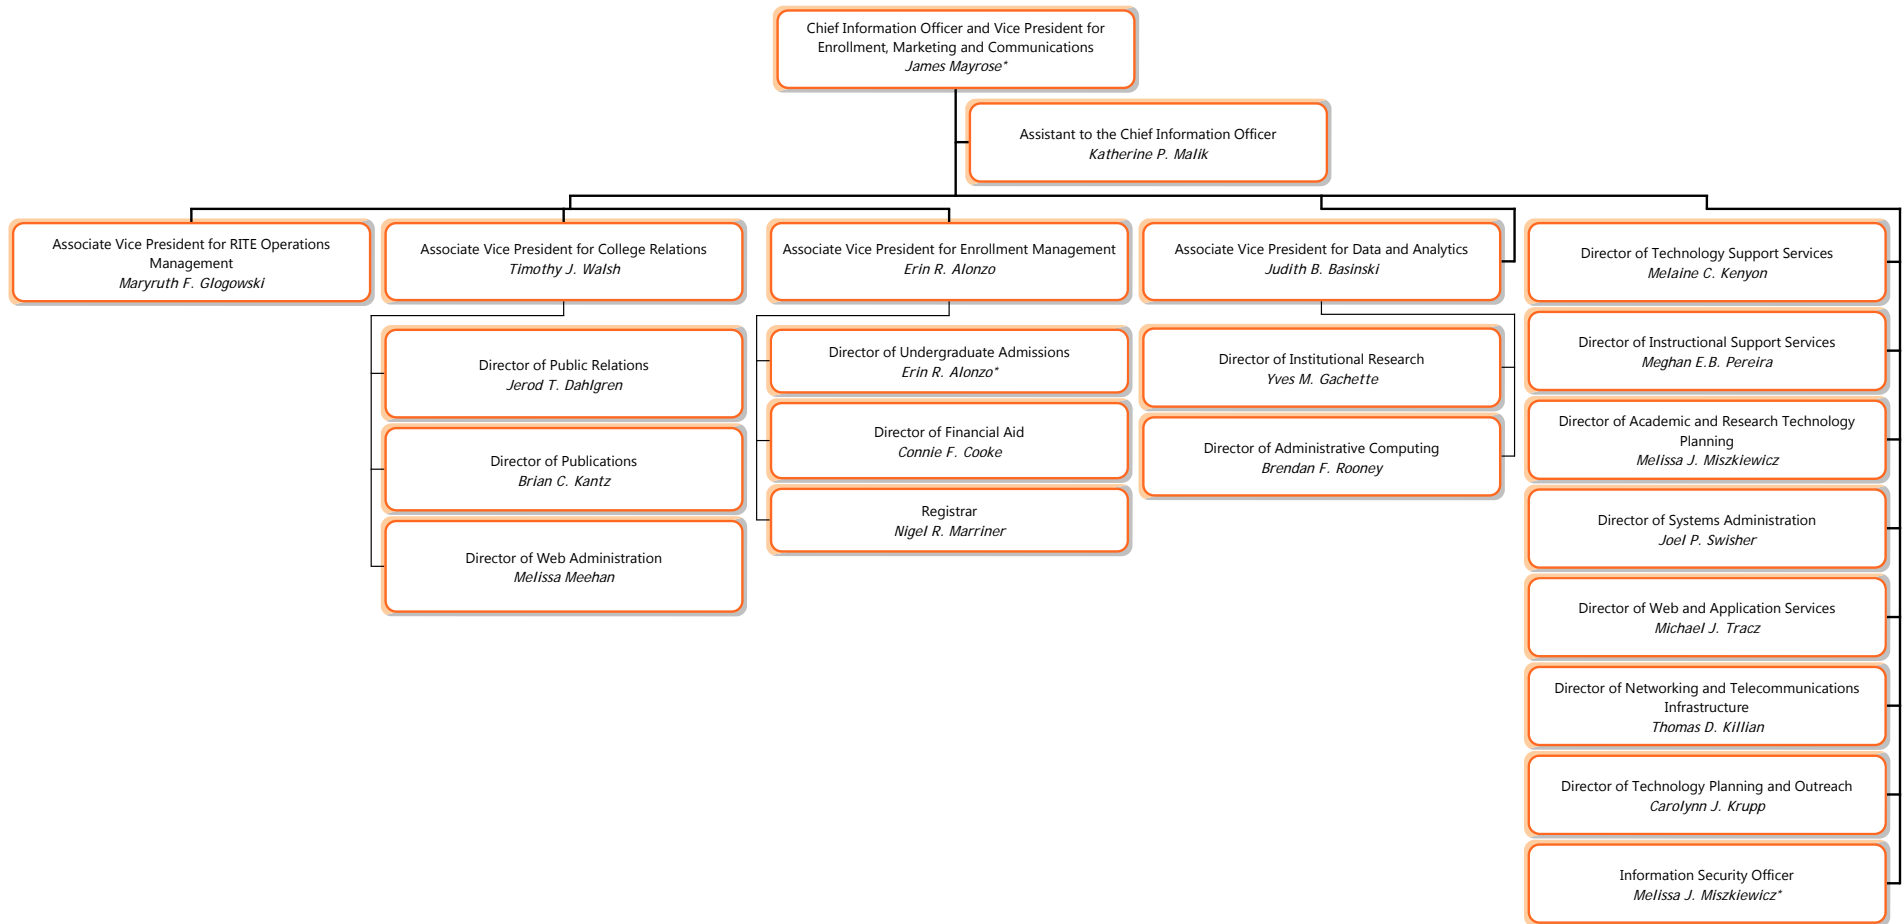 Chief Information Officer and Vice President for
Enrollment, Marketing and Communications
James Mayrose*
Assistant to the Chief Information Officer
Katherine P. Malik
Associate Vice President for RITE Operations
Management
Maryruth F. Glogowski
Associate Vice President for College Relations
Timothy J. Walsh
Director of Public Relations
Jerod T. Dahlgren
Director of Publications
Brian C. Kantz
Director of Web Administration
Melissa Meehan
Associate Vice President for Enrollment Management
Erin R. Alonzo
Director of Undergraduate Admissions
Erin R. Alonzo*
Director of Financial Aid
Connie F. Cooke
Registrar
Nigel R. Marriner
Associate Vice President for Data and Analytics
Judith B. Basinski
Director of Institutional Research
Yves M. Gachette
Director of Administrative Computing
Brendan F. Rooney
Director of Technology Support Services
Melaine C. Kenyon
Director of Instructional Support Services
Meghan E.B. Pereira
Director of Academic and Research Technology
Planning
Melissa J. Miszkiewicz
Director of Systems Administration
Joel P. Swisher
Director of Web and Application Services
Michael J. Tracz
Director of Networking and Telecommunications
Infrastructure
Thomas D. Killian
Director of Technology Planning and Outreach
Carolynn J. Krupp
Information Security Officer
Melissa J. Miszkiewicz*